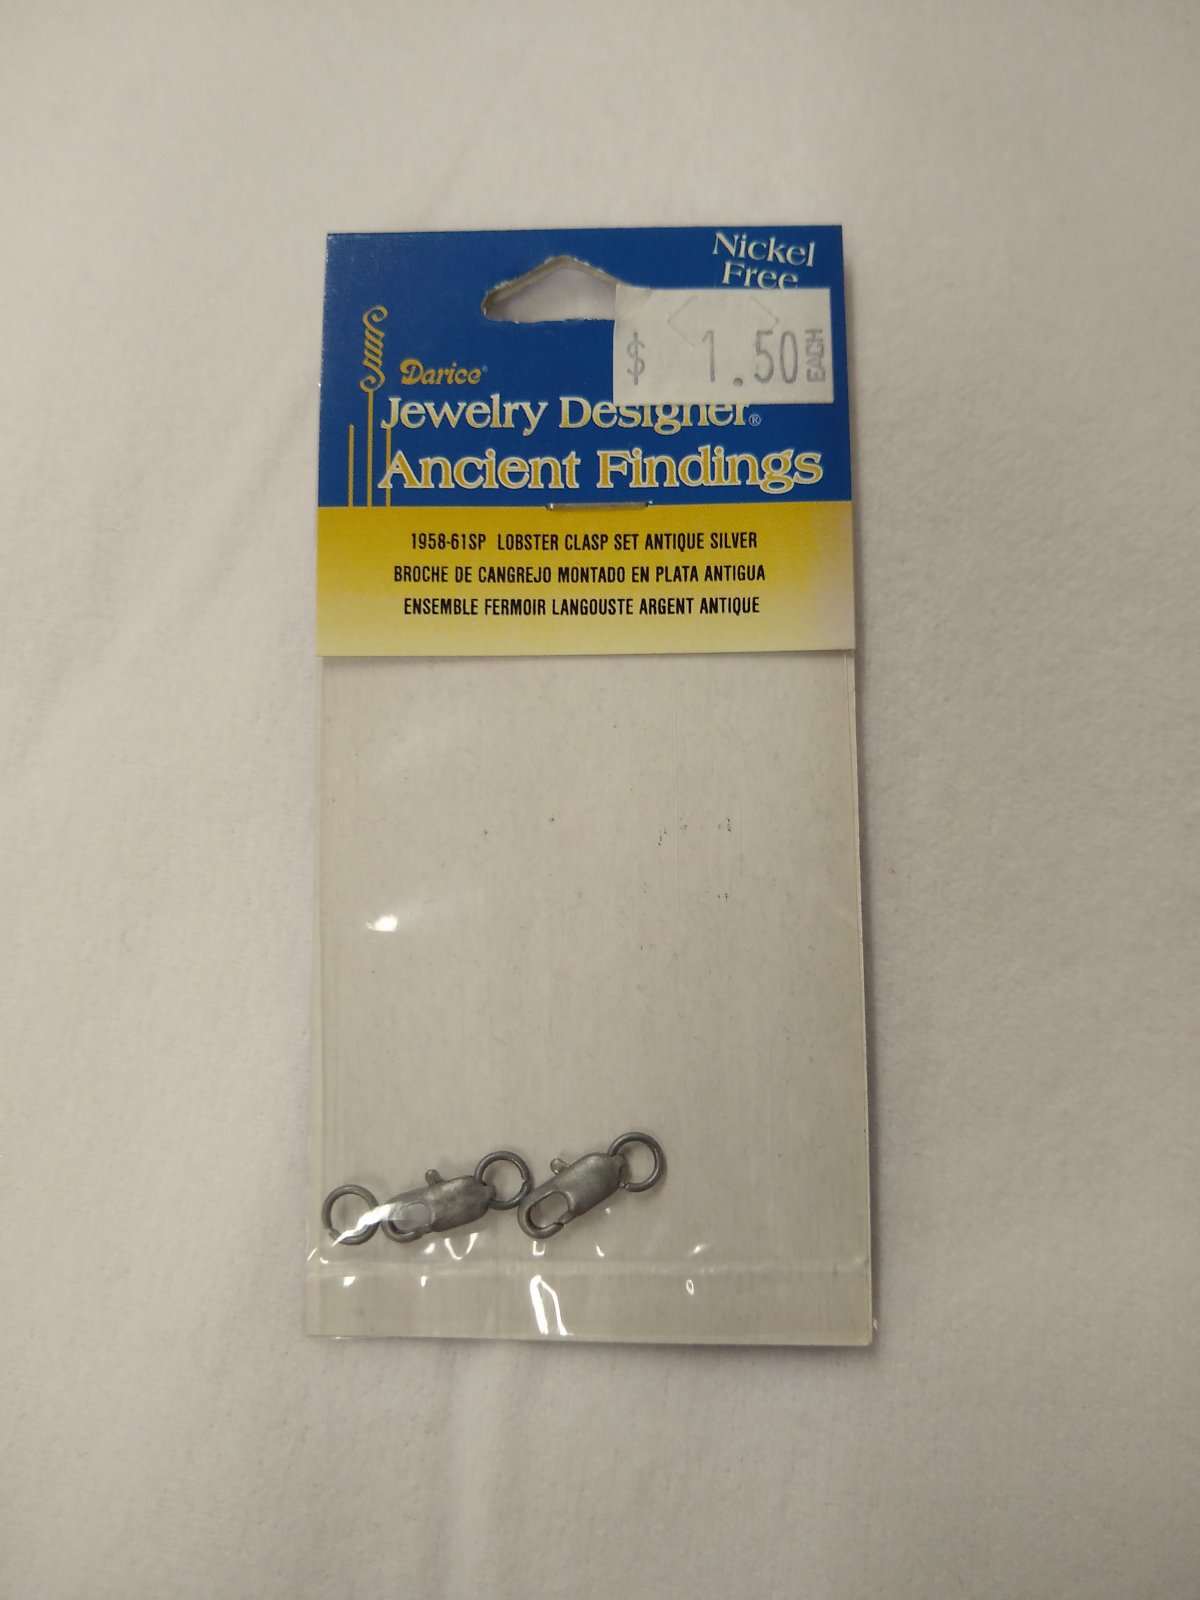 Nickel
Free
$ 1.50 EACH
Darice®
Jewelry Designer®
Ancient Findings
1958-61SP LOBSTER CLASP SET ANTIQUE SILVER
BROCHE DE CANGREJO MONTADO EN PLATA ANTIGUA
ENSEMBLE FERMOIR LANGOUSTE ARGENT ANTIQUE